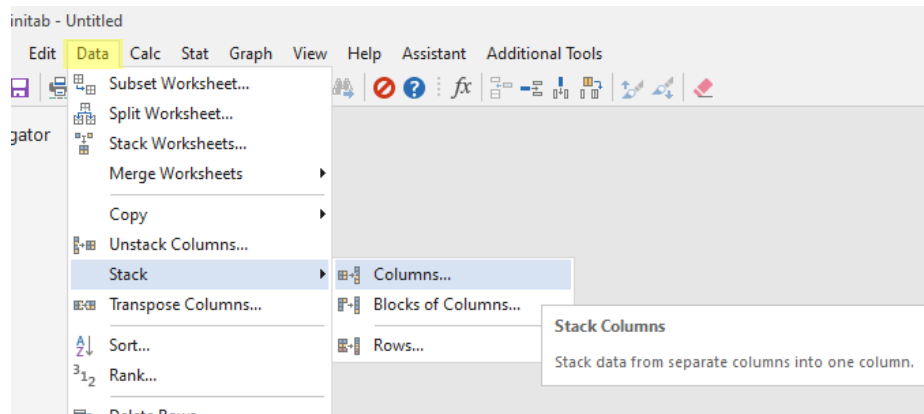 initab - Untitled
Edit Data Calc Stat Graph View Help Assistant Additional Tools
fx
gator
Subset Worksheet...
Split Worksheet...
Stack Worksheets...
Merge Worksheets
Copy
Unstack Columns...
Stack
Transpose Columns...
Sort...
Rank...
Delete Rows
Columns...
Blocks of Columns...
Rows...
Stack Columns
Stack data from separate columns into one column.